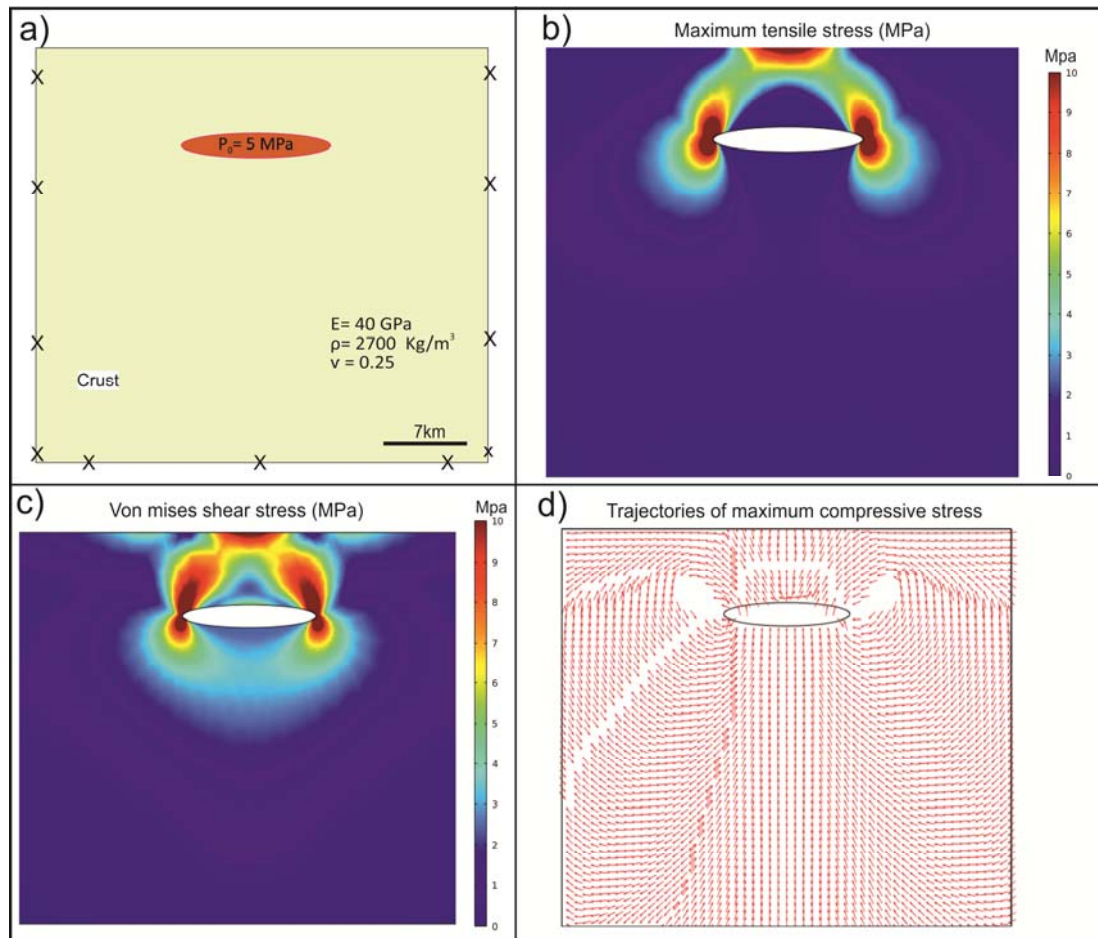 a)
P₀= 5 MPa
E= 40 GPa
ρ= 2700 Kg/m³
ν = 0.25
Crust
7km
X
X
X
X
X
X
X
X
X
X
x
b)
Maximum tensile stress (MPa)
Mpa
10
9
8
7
6
5
4
3
2
1
0
c)
Von mises shear stress (MPa)
Mpa
10
9
8
7
6
5
4
3
2
1
0
d)
Trajectories of maximum compressive stress